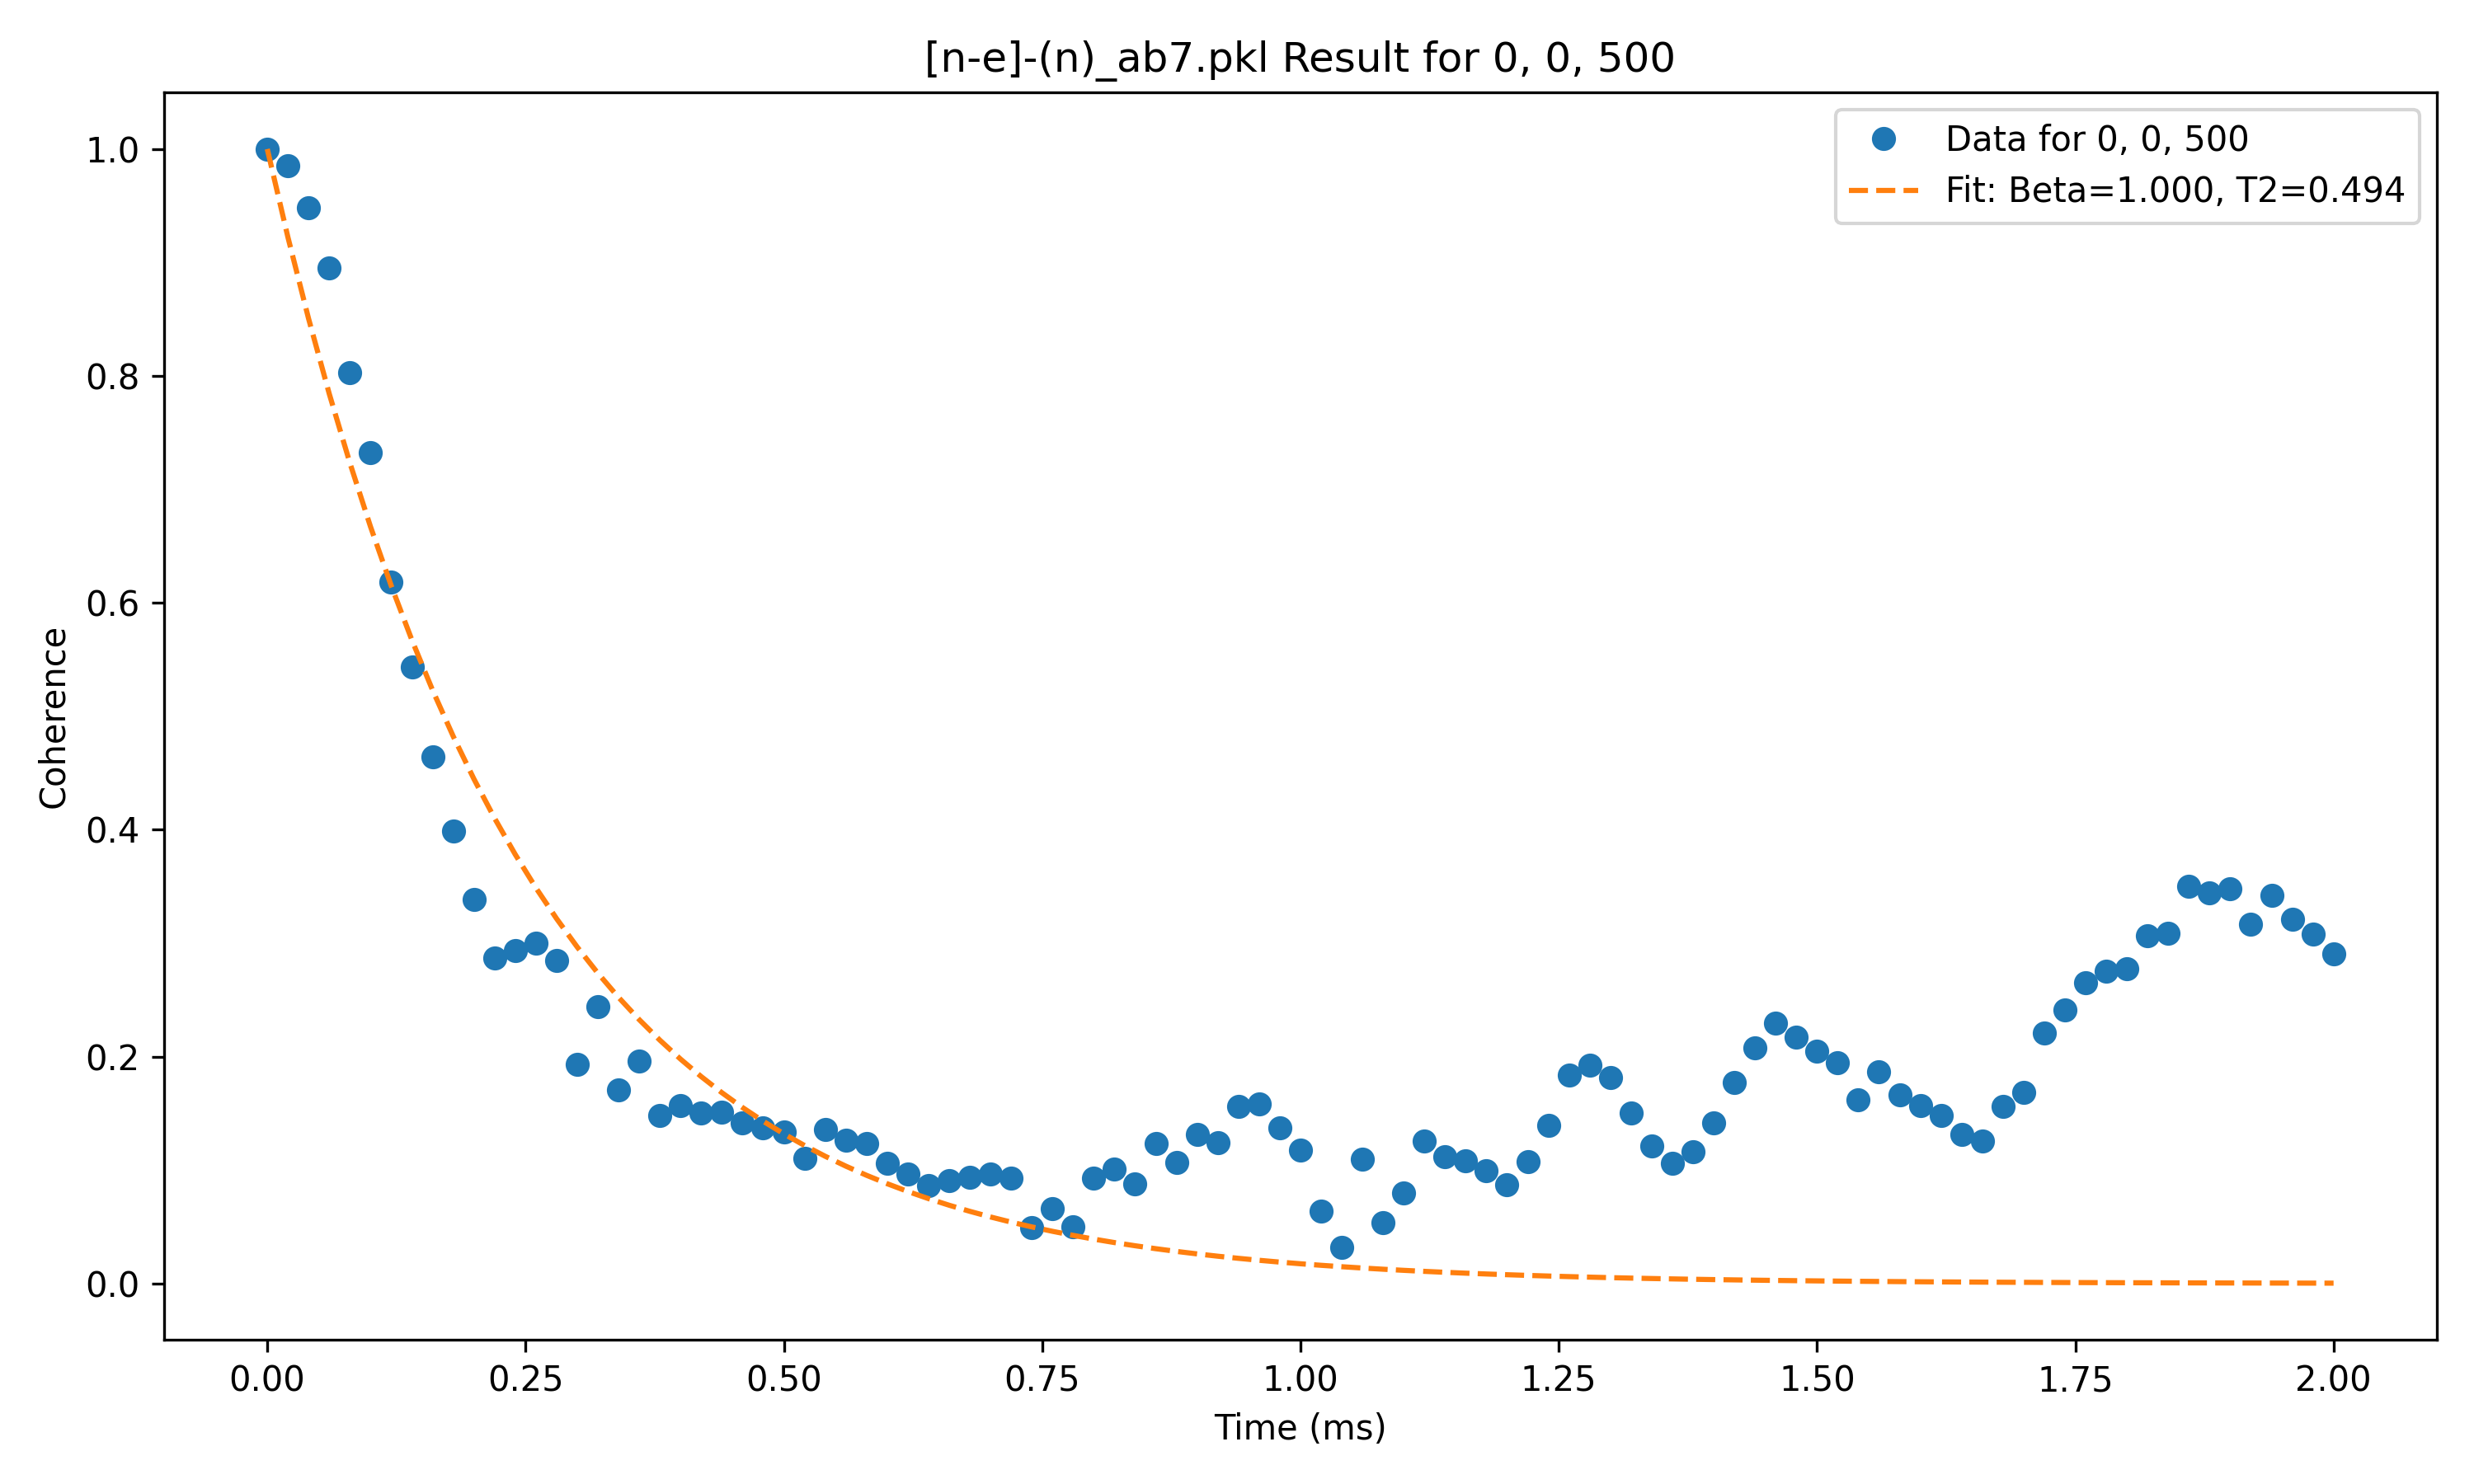 [n-e]-(n)_ab7.pkl Result for 0, 0, 500
Data for 0, 0, 500
Fit: Beta=1.000, T2=0.494
1.0
0.8
0.6
0.4
0.2
0.0
Coherence
0.00 0.25 0.50 0.75 1.00 1.25 1.50 1.75 2.00
Time (ms)